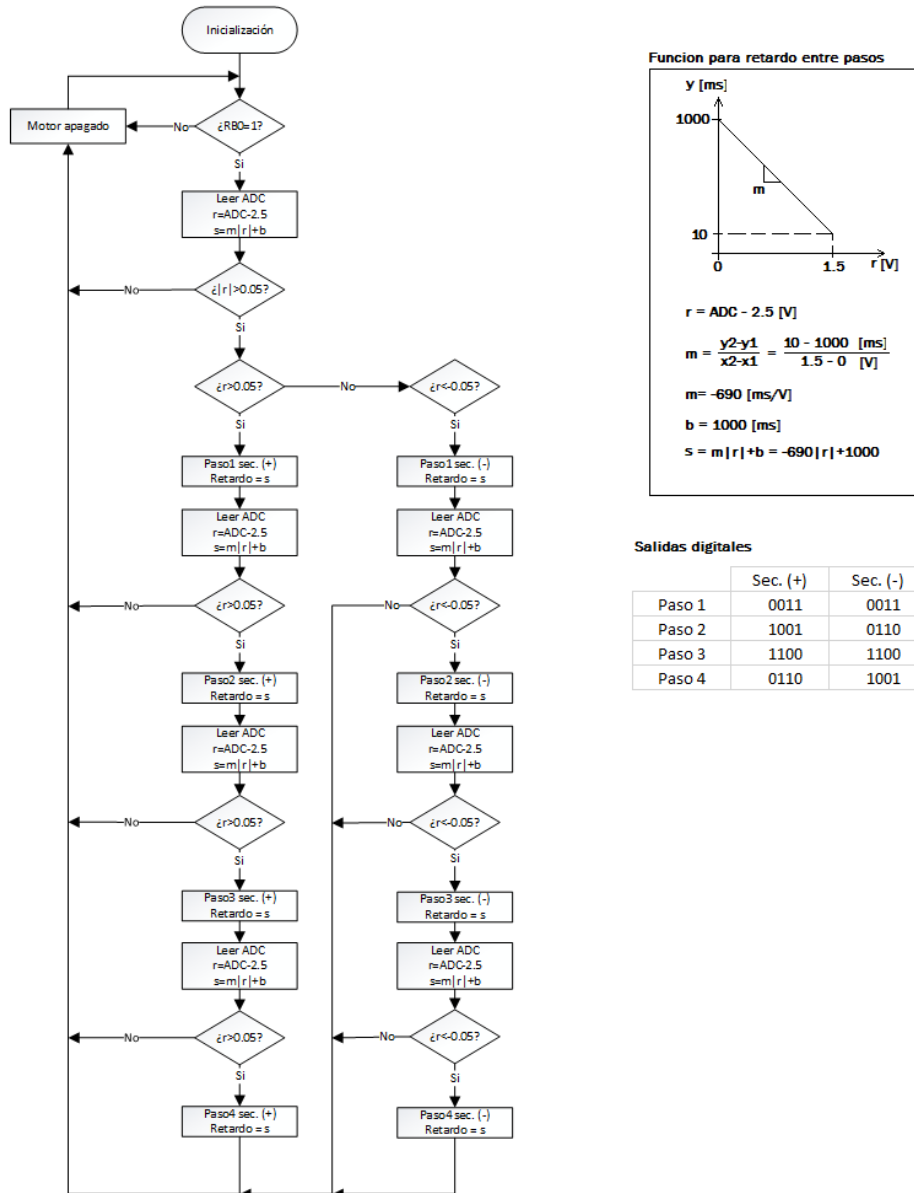 Inicialización
Motor apagado
No
¿RB0=1?
Si
Leer ADC
r=ADC-2.5
s=m|r|+b
No
¿|r|>0.05?
Si
¿r>0.05?
No
¿r<-0.05?
Si
Si
Paso1 sec. (+)
Retardo = s
Paso1 sec. (-)
Retardo = s
Leer ADC
r=ADC-2.5
s=m|r|+b
Leer ADC
r=ADC-2.5
s=m|r|+b
No
¿r>0.05?
No
¿r<-0.05?
Si
Si
Paso2 sec. (+)
Retardo = s
Paso2 sec. (-)
Retardo = s
Leer ADC
r=ADC-2.5
s=m|r|+b
Leer ADC
r=ADC-2.5
s=m|r|+b
No
¿r>0.05?
No
¿r<-0.05?
Si
Si
Paso3 sec. (+)
Retardo = s
Paso3 sec. (-)
Retardo = s
Leer ADC
r=ADC-2.5
s=m|r|+b
Leer ADC
r=ADC-2.5
s=m|r|+b
No
¿r>0.05?
No
¿r<-0.05?
Si
Si
Paso4 sec. (+)
Retardo = s
Paso4 sec. (-)
Retardo = s
Funcion para retardo entre pasos
y [ms]
1000
m
10
0
1.5
r [V]
r = ADC - 2.5 [V]
m = y2-y1 / x2-x1 = 10 - 1000 [ms] / 1.5 - 0 [V]
m= -690 [ms/V]
b = 1000 [ms]
s = m|r|+b = -690|r|+1000
Salidas digitales
Sec. (+) Sec. (-)
Paso 1 0011 0011
Paso 2 1001 0110
Paso 3 1100 1100
Paso 4 0110 1001